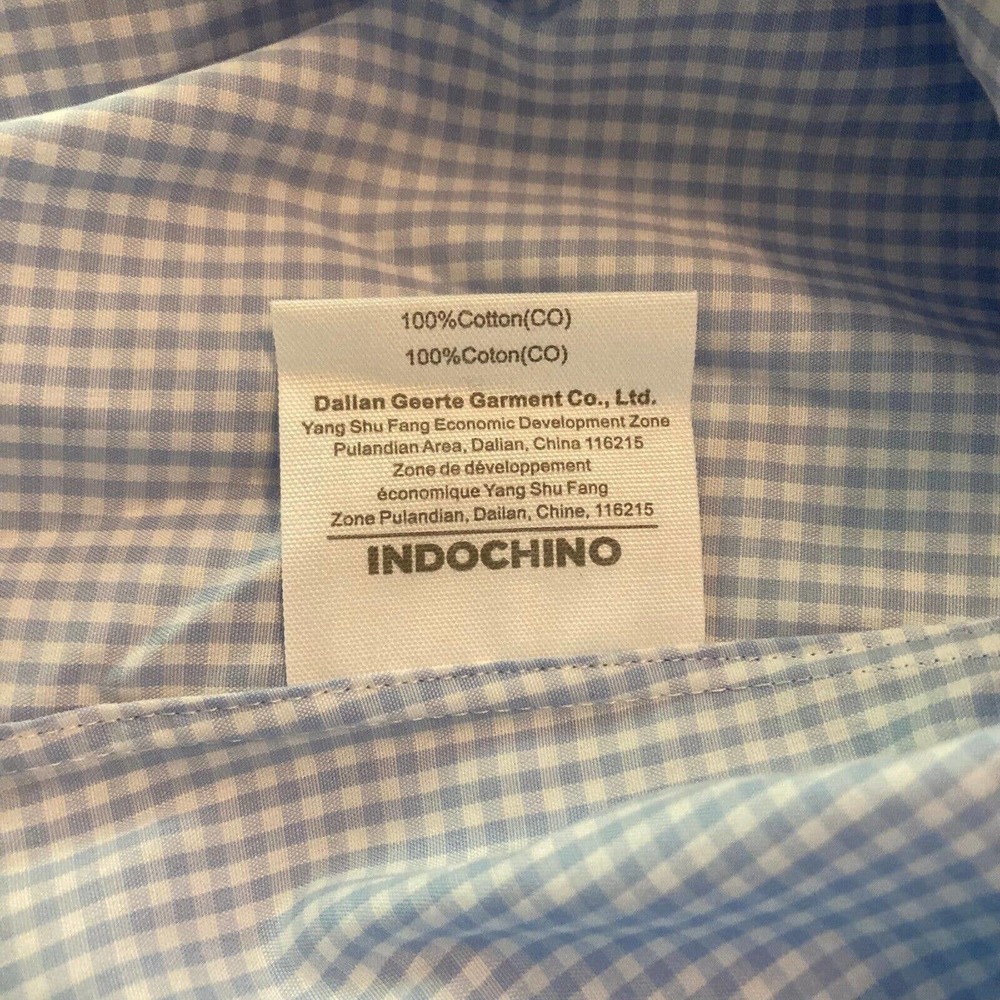 100%Cotton(CO)
100%Coton(CO)
Dalian Geerte Garment Co., Ltd.
Yang Shu Fang Economic Development Zone
Pulandian Area, Dalian, China 116215
Zone de développement
économique Yang Shu Fang
Zone Pulandian, Dailan, Chine, 116215
INDOCHINO